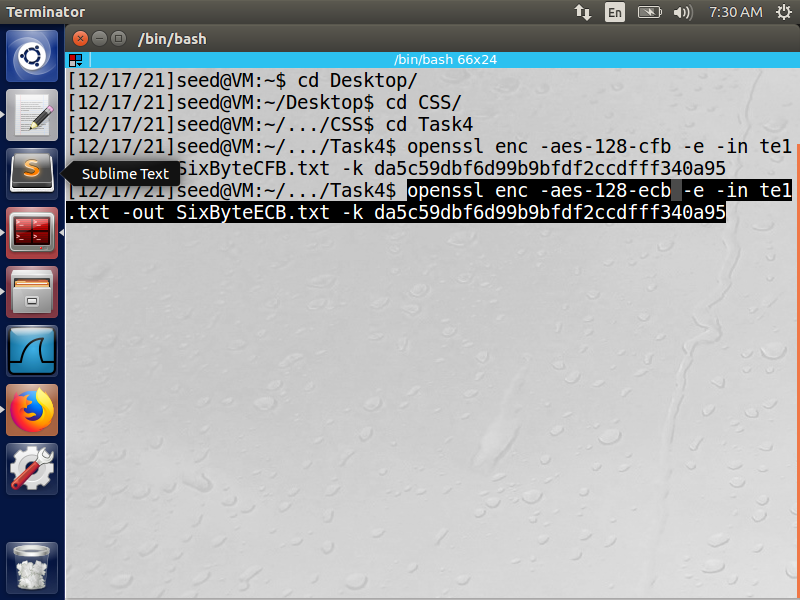 Terminator
En
7:30 AM
/bin/bash
/bin/bash 66x24
[12/17/21]seed@VM:~$ cd Desktop/
[12/17/21]seed@VM:~/Desktop$ cd CSS/
[12/17/21]seed@VM:~/.../CSS$ cd Task4
[12/17/21]seed@VM:~/.../Task4$ openssl enc -aes-128-cfb -e -in te1
SixByteCFB.txt -k da5c59dbf6d99b9bfdf2ccdfff340a95
Sublime Text
[12/17/21]seed@VM:~/.../Task4$ openssl enc -aes-128-ecb -e -in te1
.txt -out SixByteECB.txt -k da5c59dbf6d99b9bfdf2ccdfff340a95